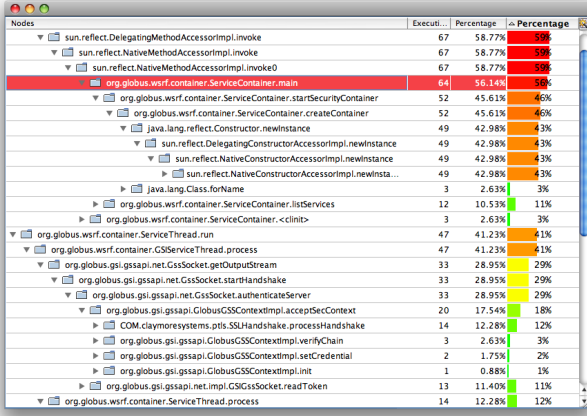 Nodes Executi... Percentage Percentage
sun.reflect.DelegatingMethodAccessorImpl.invoke 67 58.77% 59%
sun.reflect.NativeMethodAccessorImpl.invoke 67 58.77% 59%
sun.reflect.NativeMethodAccessorImpl.invoke0 67 58.77% 59%
org.globus.wsrf.container.ServiceContainer.main 64 56.14% 56%
org.globus.wsrf.container.ServiceContainer.startSecurityContainer 52 45.61% 46%
org.globus.wsrf.container.ServiceContainer.createContainer 52 45.61% 46%
java.lang.reflect.Constructor.newInstance 49 42.98% 43%
sun.reflect.DelegatingConstructorAccessorImpl.newInstance 49 42.98% 43%
sun.reflect.NativeConstructorAccessorImpl.newInstance 49 42.98% 43%
sun.reflect.NativeConstructorAccessorImpl.newInsta... 49 42.98% 43%
java.lang.Class.forName 3 2.63% 3%
org.globus.wsrf.container.ServiceContainer.listServices 12 10.53% 11%
org.globus.wsrf.container.ServiceContainer.<clinit> 3 2.63% 3%
org.globus.wsrf.container.ServiceThread.run 47 41.23% 41%
org.globus.wsrf.container.GSIServiceThread.process 47 41.23% 41%
org.globus.gsi.gssapi.net.GssSocket.getOutputStream 33 28.95% 29%
org.globus.gsi.gssapi.net.GssSocket.startHandshake 33 28.95% 29%
org.globus.gsi.gssapi.net.GssSocket.authenticateServer 33 28.95% 29%
org.globus.gsi.gssapi.GlobusGSSContextImpl.acceptSecContext 20 17.54% 18%
COM.claymoresystems.ptls.SSLHandshake.processHandshake 14 12.28% 12%
org.globus.gsi.gssapi.GlobusGSSContextImpl.verifyChain 3 2.63% 3%
org.globus.gsi.gssapi.GlobusGSSContextImpl.setCredential 2 1.75% 2%
org.globus.gsi.gssapi.GlobusGSSContextImpl.init 1 0.88% 1%
org.globus.gsi.gssapi.net.impl.GSIGssSocket.readToken 13 11.40% 11%
org.globus.wsrf.container.ServiceThread.process 14 12.28% 12%